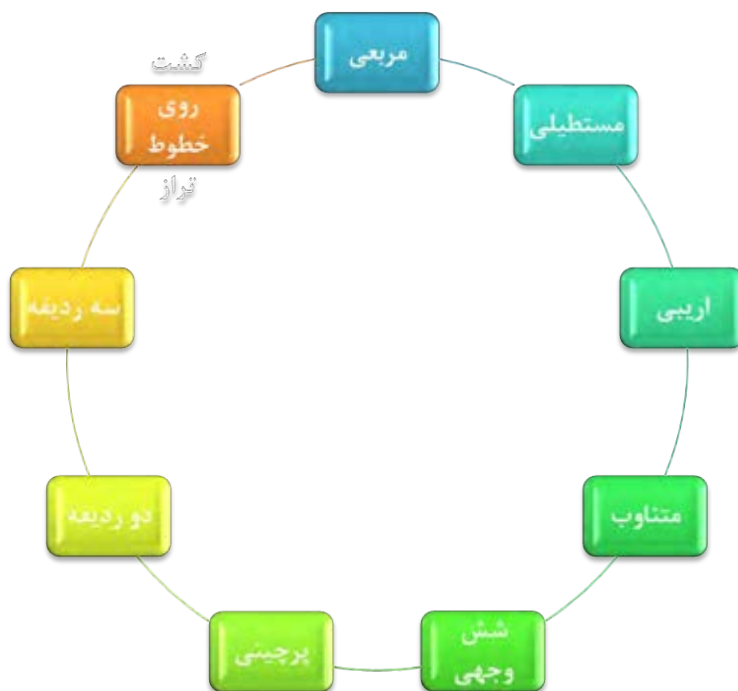 مربعی
مستطیلی
اریبی
متناوب
شش
وجهی
پرچینی
دو ردیفه
سه ردیفه
کشت
روی
خطوط
تراز